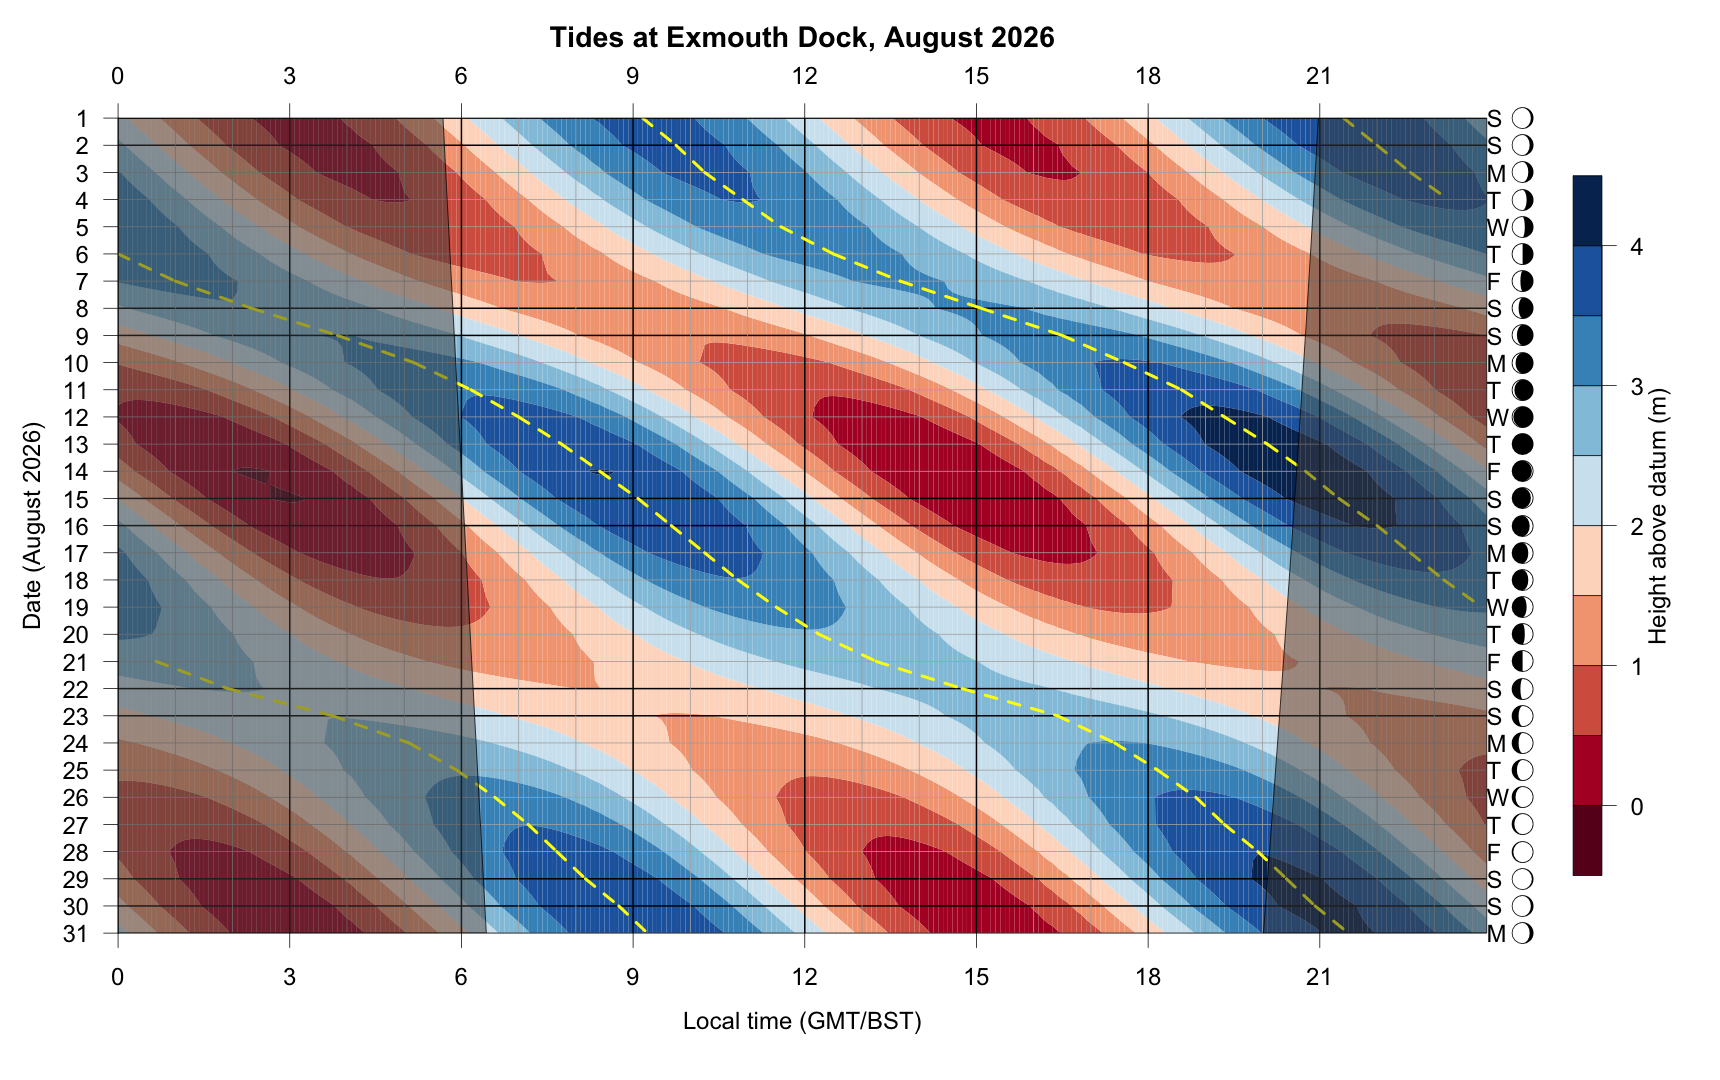 Tides at Exmouth Dock, August 2026
0 3 6 9 12 15 18 21
1 S
2 S
3 M
4 T
5 W
6 T
7 F
8 S
9 S
10 M
11 T
12 W
13 T
14 F
15 S
16 S
17 M
18 T
19 W
20 T
21 F
22 S
23 S
24 M
25 T
26 W
27 T
28 F
29 S
30 S
31 M
0 3 6 9 12 15 18 21
Local time (GMT/BST)
Date (August 2026)
4
3
2
1
0
Height above datum (m)